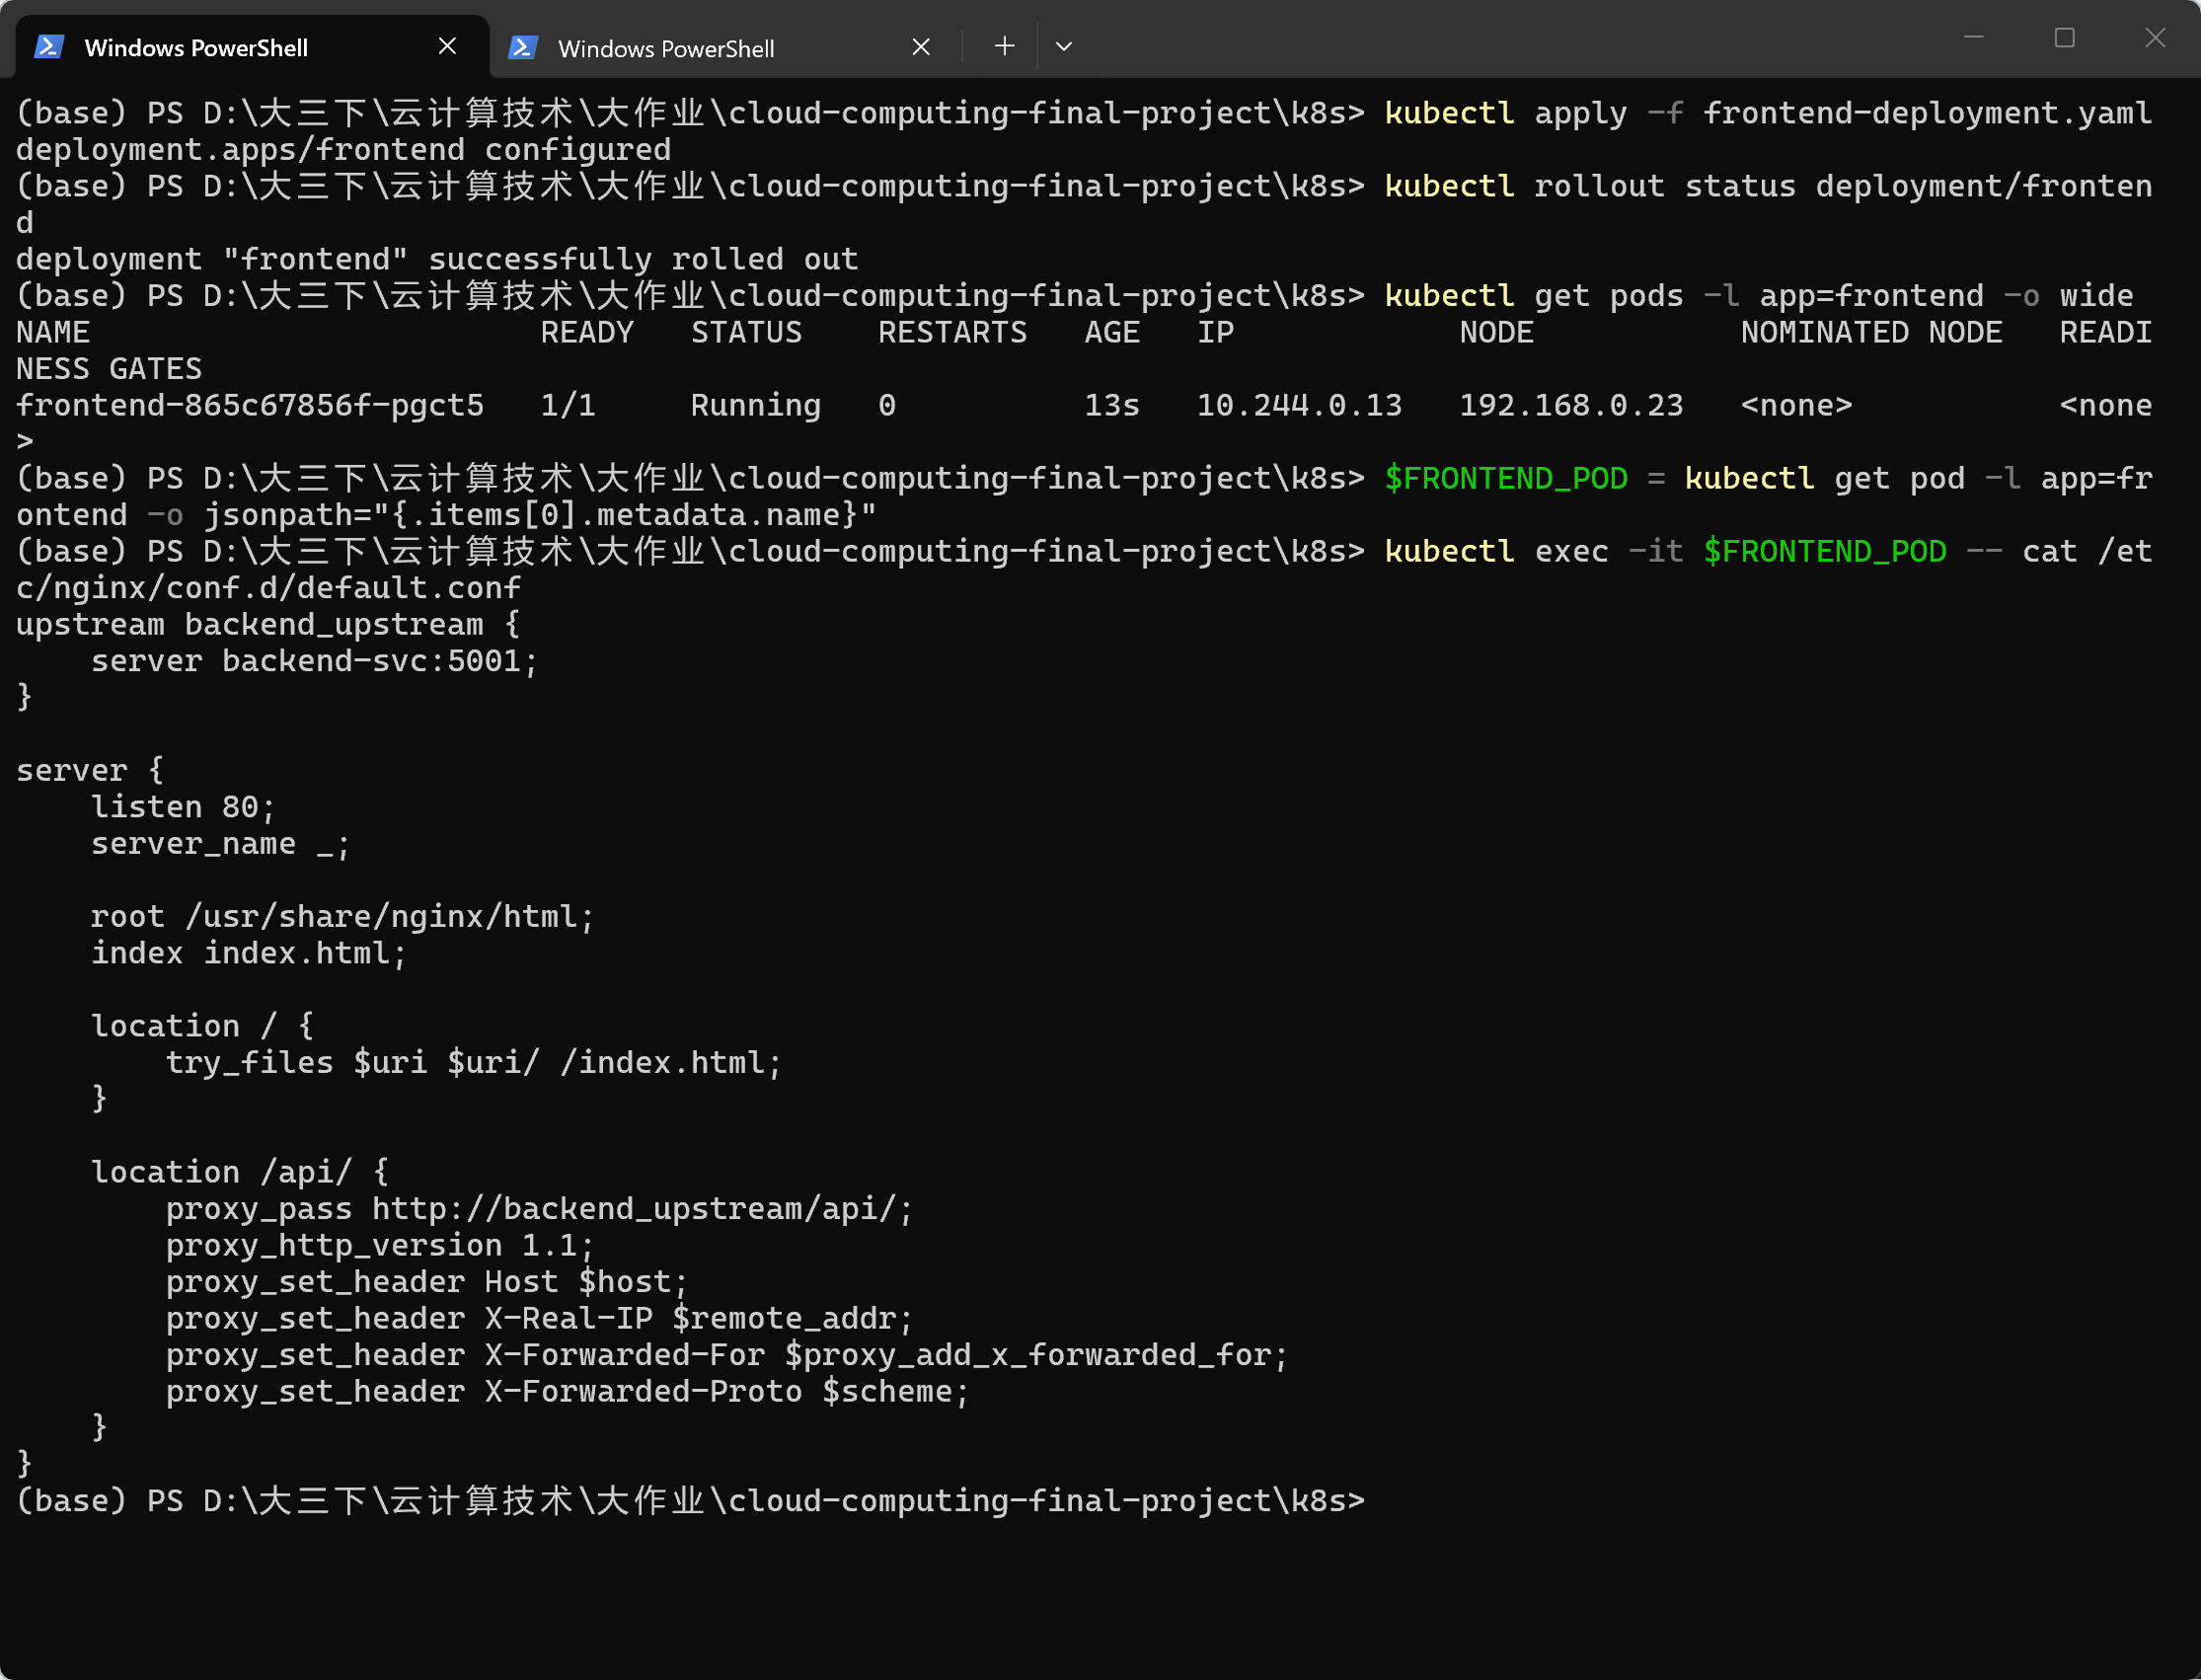 Windows PowerShell
Windows PowerShell
(base) PS D:\大三下\云计算技术\大作业\cloud-computing-final-project\k8s> kubectl apply -f frontend-deployment.yaml
deployment.apps/frontend configured
(base) PS D:\大三下\云计算技术\大作业\cloud-computing-final-project\k8s> kubectl rollout status deployment/fronten
d
deployment "frontend" successfully rolled out
(base) PS D:\大三下\云计算技术\大作业\cloud-computing-final-project\k8s> kubectl get pods -l app=frontend -o wide
NAME                        READY   STATUS    RESTARTS   AGE   IP            NODE           NOMINATED NODE   READI
NESS GATES
frontend-865c67856f-pgct5   1/1     Running   0          13s   10.244.0.13   192.168.0.23   <none>           <none
>
(base) PS D:\大三下\云计算技术\大作业\cloud-computing-final-project\k8s> $FRONTEND_POD = kubectl get pod -l app=fr
ontend -o jsonpath="{.items[0].metadata.name}"
(base) PS D:\大三下\云计算技术\大作业\cloud-computing-final-project\k8s> kubectl exec -it $FRONTEND_POD -- cat /et
c/nginx/conf.d/default.conf
upstream backend_upstream {
    server backend-svc:5001;
}

server {
    listen 80;
    server_name _;

    root /usr/share/nginx/html;
    index index.html;

    location / {
        try_files $uri $uri/ /index.html;
    }

    location /api/ {
        proxy_pass http://backend_upstream/api/;
        proxy_http_version 1.1;
        proxy_set_header Host $host;
        proxy_set_header X-Real-IP $remote_addr;
        proxy_set_header X-Forwarded-For $proxy_add_x_forwarded_for;
        proxy_set_header X-Forwarded-Proto $scheme;
    }
}
(base) PS D:\大三下\云计算技术\大作业\cloud-computing-final-project\k8s>